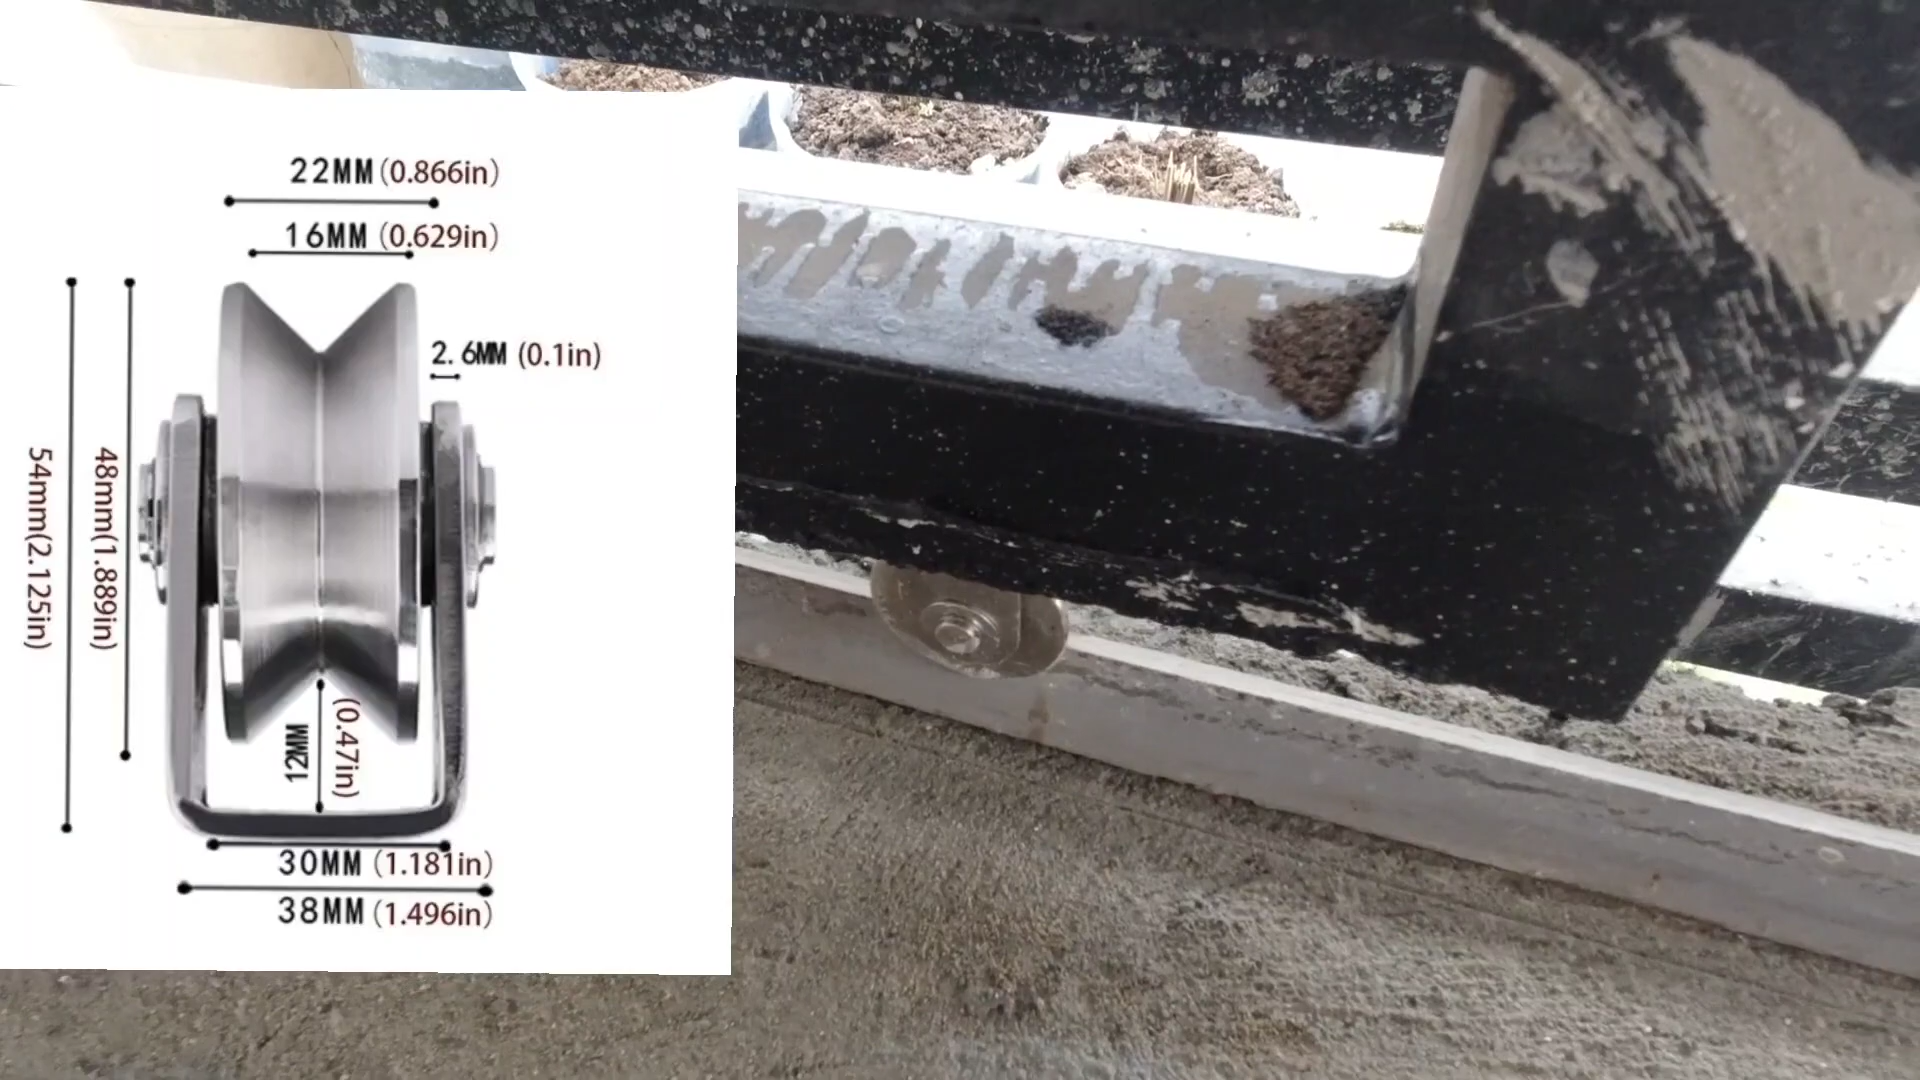 22MM (0.866in)
16MM (0.629in)
2.6MM (0.1in)
54mm(2.125in)
48mm(1.889in)
12MM
(0.47in)
30MM (1.181in)
38MM (1.496in)